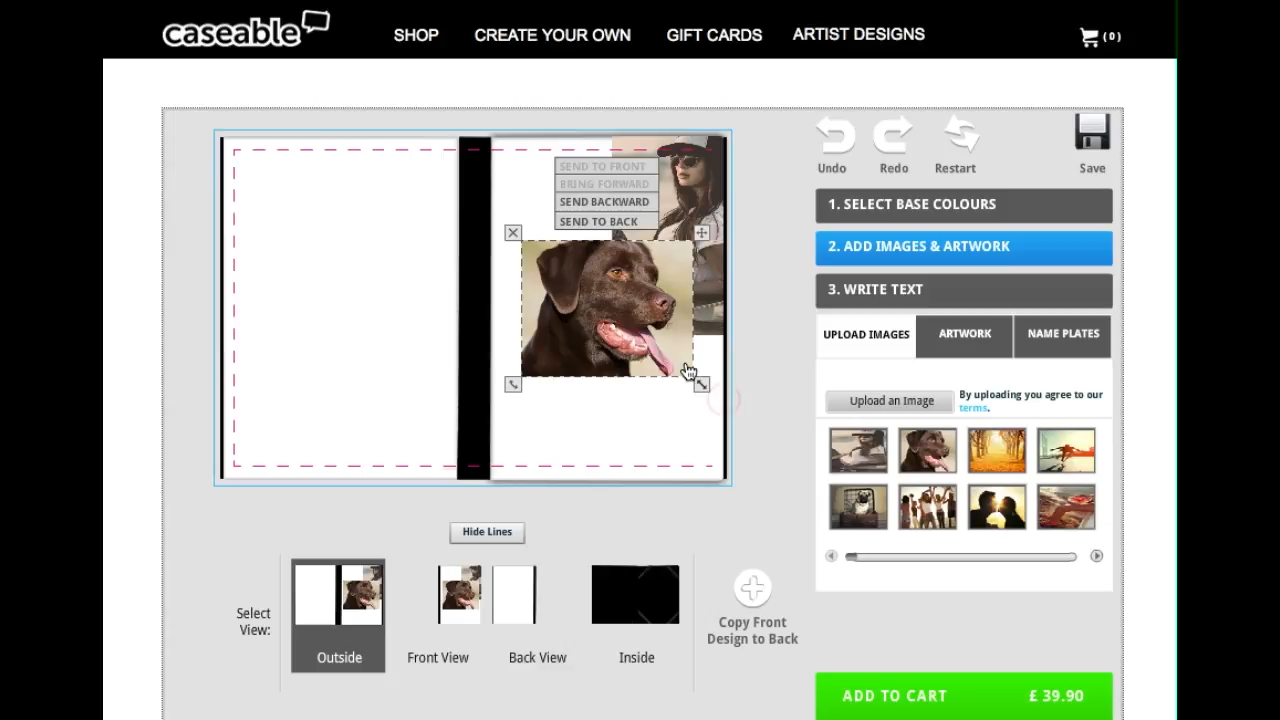 caseable
SHOP CREATE YOUR OWN GIFT CARDS ARTIST DESIGNS (0)
Undo Redo Restart Save
SEND TO FRONT
BRING FORWARD
SEND BACKWARD
SEND TO BACK
1. SELECT BASE COLOURS
2. ADD IMAGES & ARTWORK
3. WRITE TEXT
UPLOAD IMAGES ARTWORK NAME PLATES
Upload an Image
By uploading you agree to our
terms.
Hide Lines
Select
View:
Outside Front View Back View Inside
Copy Front
Design to Back
ADD TO CART £ 39.90